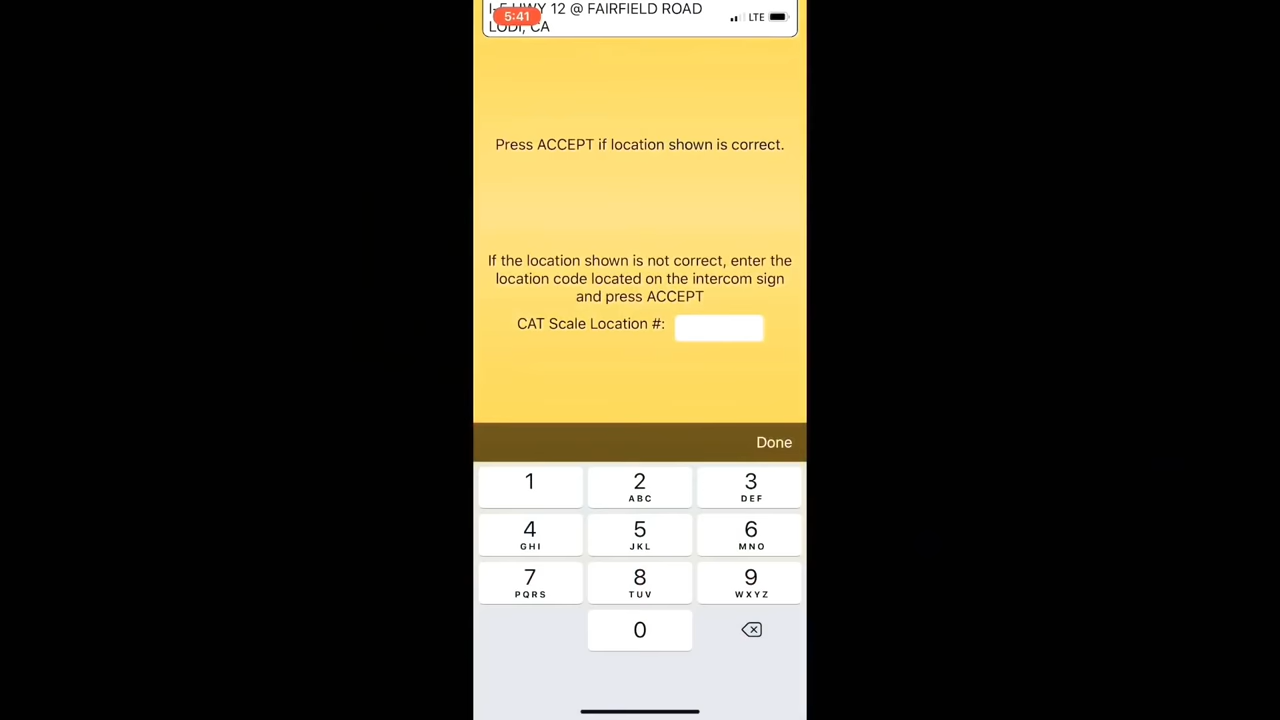 I-5 HWY 12 @ FAIRFIELD ROAD
5:41
LTE
LODI, CA
Press ACCEPT if location shown is correct.
If the location shown is not correct, enter the
location code located on the intercom sign
and press ACCEPT
CAT Scale Location #:
Done
1
2
ABC
3
DEF
4
GHI
5
JKL
6
MNO
7
PQRS
8
TUV
9
WXYZ
0